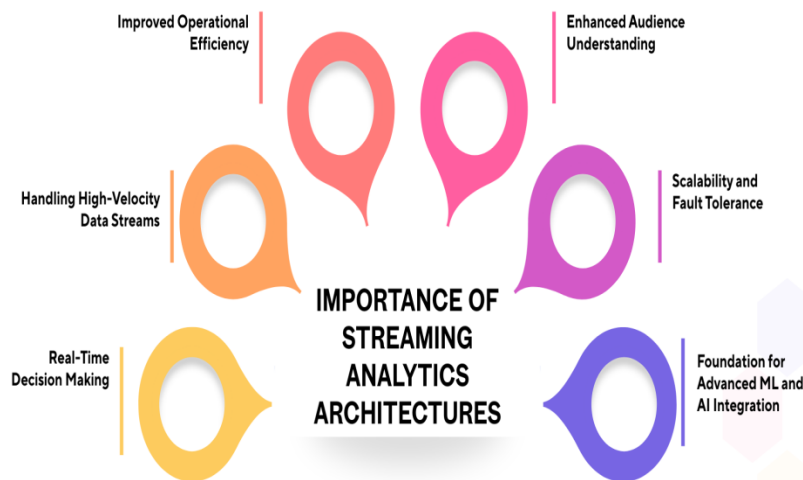 Improved Operational
Efficiency
Enhanced Audience
Understanding
Handling High-Velocity
Data Streams
Scalability and
Fault Tolerance
Real-Time
Decision Making
IMPORTANCE OF
STREAMING
ANALYTICS
ARCHITECTURES
Foundation for
Advanced ML and
AI Integration